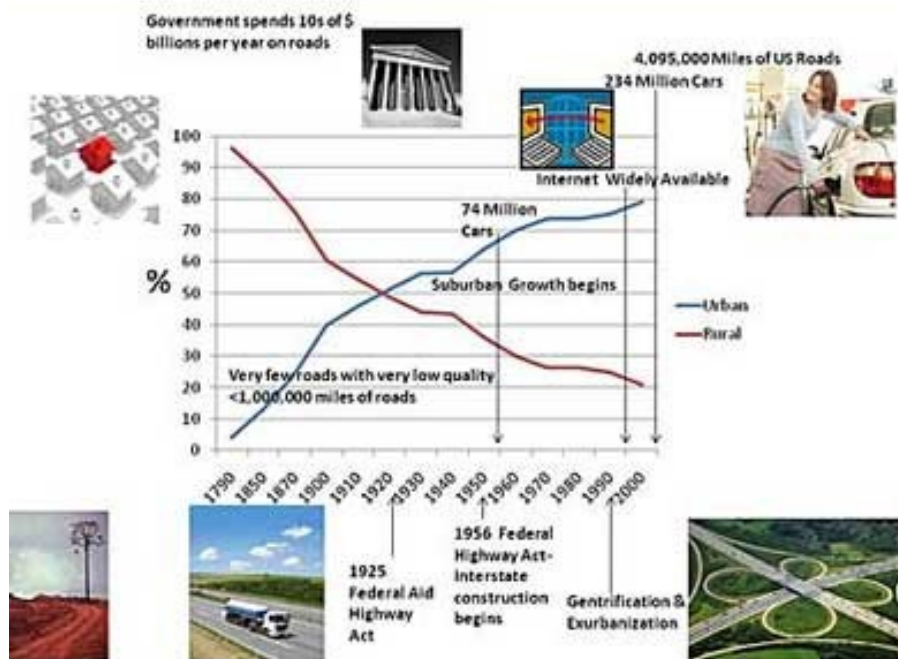 Government spends 10s of $
billions per year on roads
4,095,000 Miles of US Roads
234 Million Cars
100
90
80
70
60
50
40
30
20
10
0
%
Internet Widely Available
74 Million
Cars
Suburban Growth begins
Urban
Rural
Very few roads with very low quality
<1,000,000 miles of roads
1790
1850
1870
1900
1910
1920
1930
1940
1950
1960
1970
1980
1990
2000
1925
Federal Aid
Highway
Act
1956 Federal
Highway Act-
Interstate
construction
begins
Gentrification &
Exurbanization